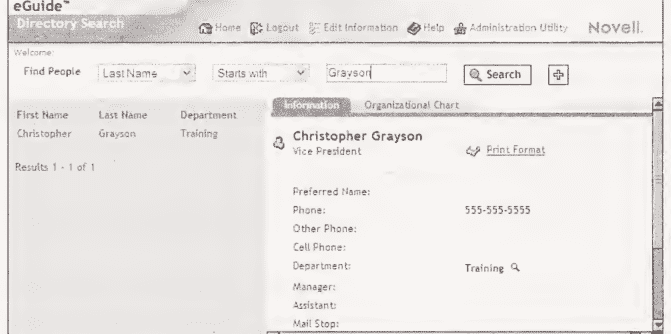 eGuide™
Directory Search
Home Logout Edit Information Help Administration Utility Novell.
Welcome:
Find People Last Name Starts with Grayson Search
First Name Last Name Department
Christopher Grayson Training
Results 1 - 1 of 1
Information Organizational Chart
Christopher Grayson
Vice President Print Format
Preferred Name:
Phone: 555-555-5555
Other Phone:
Cell Phone:
Department: Training
Manager:
Assistant:
Mail Stop: